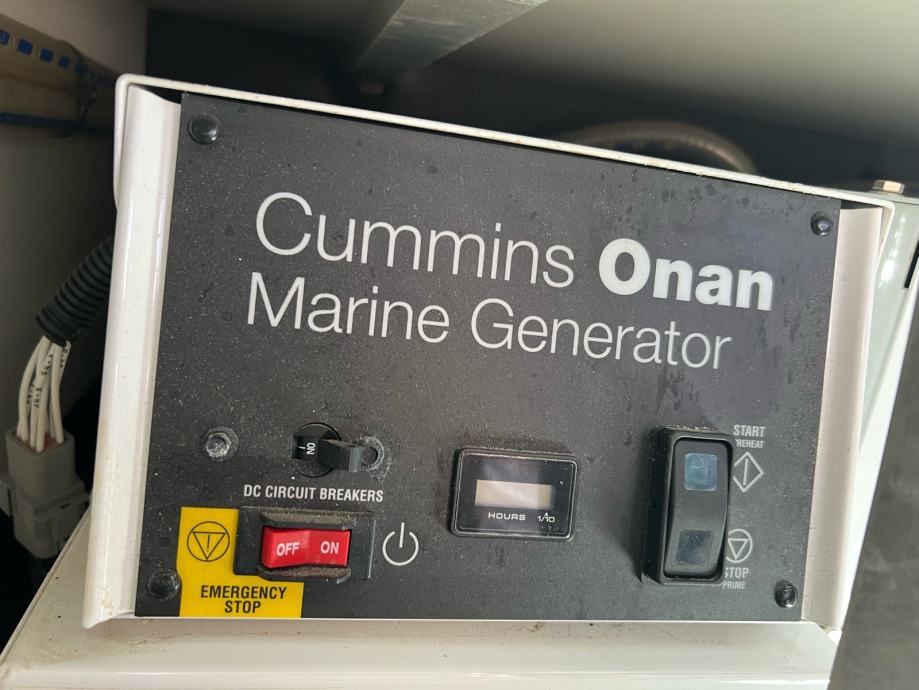 Cummins Onan
Marine Generator
START
PREHEAT
ON
DC CIRCUIT BREAKERS
HOURS 1/10
OFF ON
STOP
PRIME
EMERGENCY
STOP